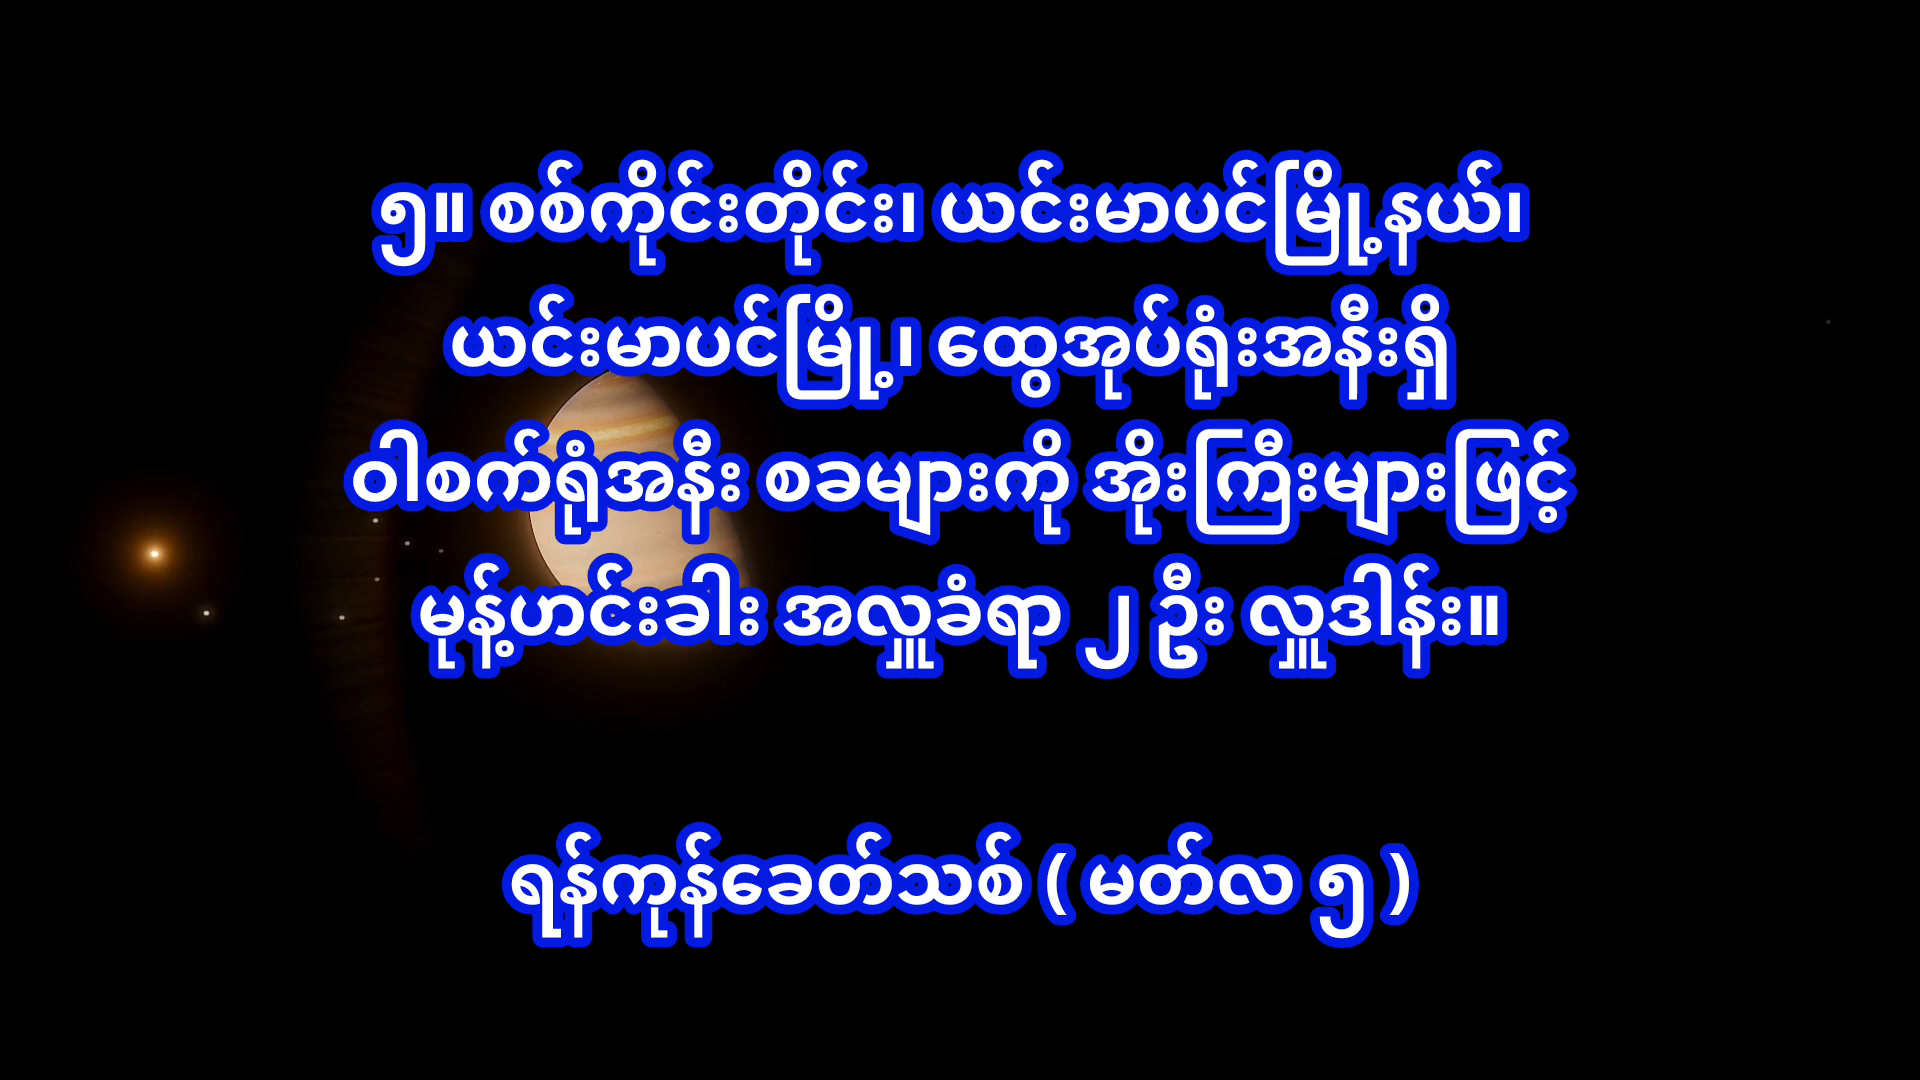 ၅။ စစ်ကိုင်းတိုင်း၊ ယင်းမာပင်မြို့နယ်၊
ယင်းမာပင်မြို့၊ ထွေအုပ်ရုံးအနီးရှိ
ဝါစက်ရုံအနီး စခများကို အိုးကြီးများဖြင့်
မုန့်ဟင်းခါး အလှူခံရာ ၂ ဦး လှူဒါန်း။
ရန်ကုန်ခေတ်သစ် ( မတ်လ ၅ )